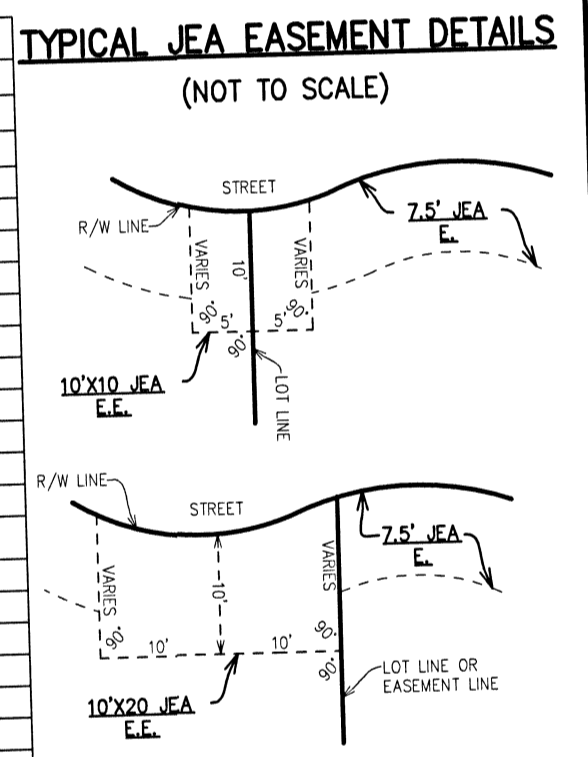 TYPICAL JEA EASEMENT DETAILS
(NOT TO SCALE)
STREET
R/W LINE
7.5' JEA
E.
VARIES
10'
VARIES
90°
5'
5'
90°
90°
10'X10 JEA
E.E.
LOT LINE
R/W LINE
STREET
7.5' JEA
E.
VARIES
10'
VARIES
90°
10'
10'
90°
90°
LOT LINE OR
EASEMENT LINE
10'X20 JEA
E.E.